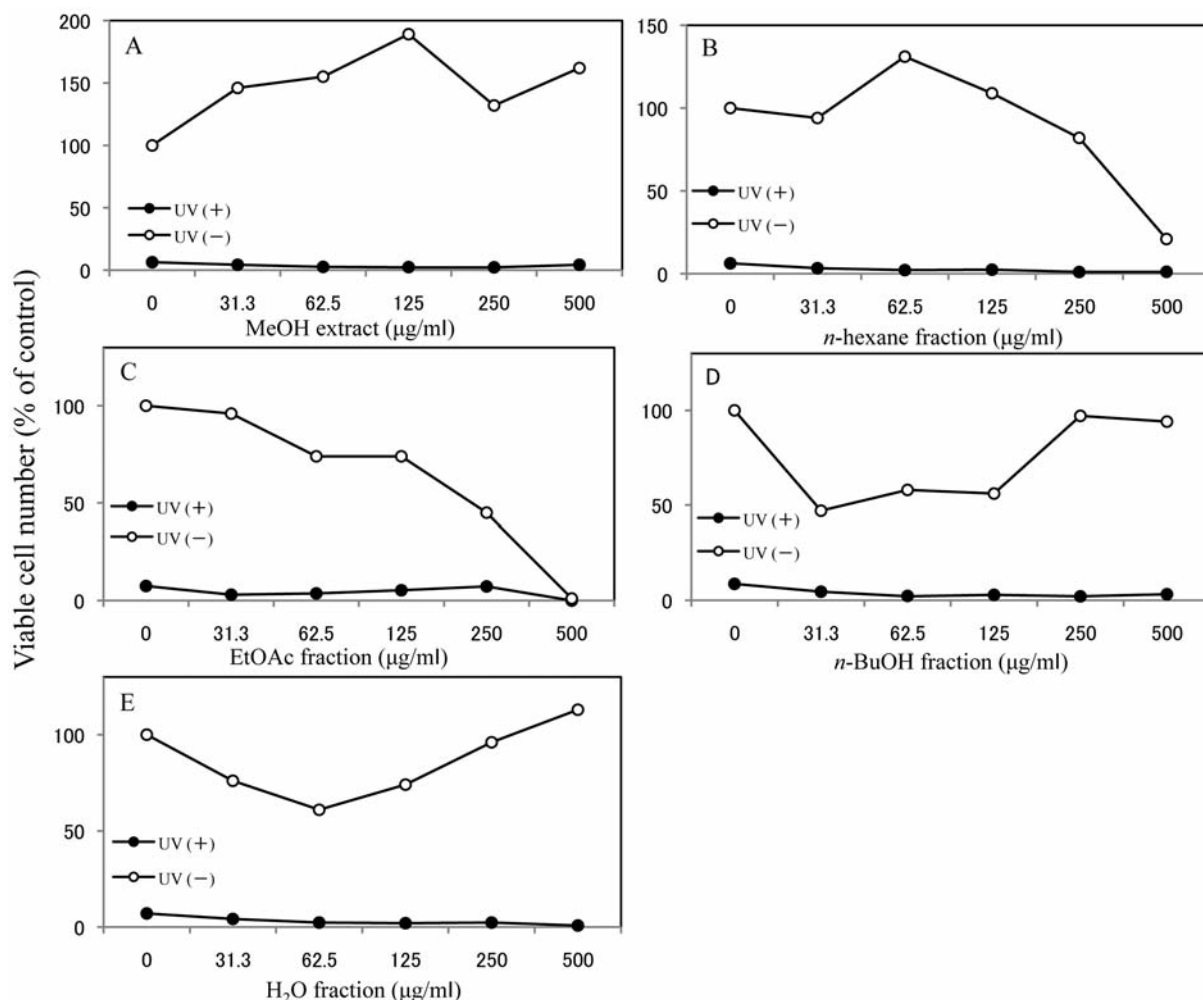 Viable cell number (% of control)
A
200
150
100
50
0
UV (+)
UV (−)
0 31.3 62.5 125 250 500
MeOH extract (μg/ml)
B
150
100
50
0
UV (+)
UV (−)
0 31.3 62.5 125 250 500
n-hexane fraction (μg/ml)
C
100
50
0
UV (+)
UV (−)
0 31.3 62.5 125 250 500
EtOAc fraction (μg/ml)
D
100
50
0
UV (+)
UV (−)
0 31.3 62.5 125 250 500
n-BuOH fraction (μg/ml)
E
100
50
0
UV (+)
UV (−)
0 31.3 62.5 125 250 500
H₂O fraction (μg/ml)